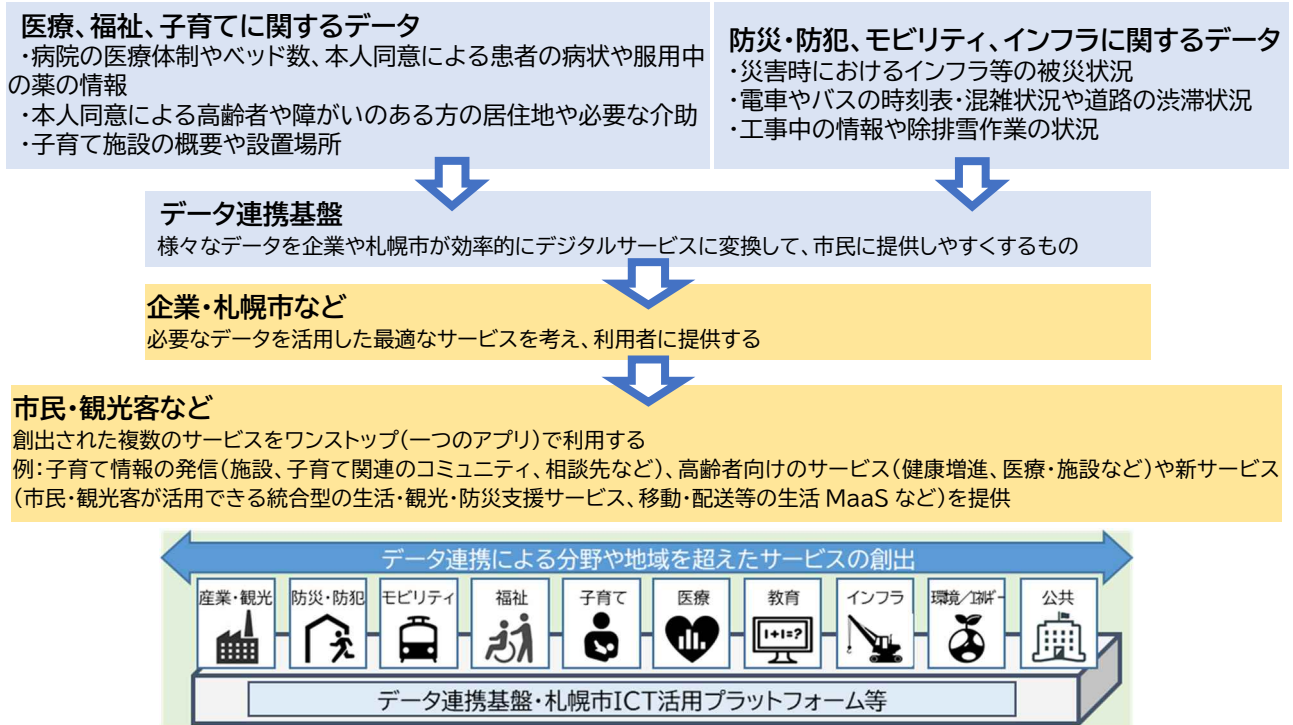 医療、福祉、子育てに関するデータ
・病院の医療体制やベッド数、本人同意による患者の病状や服用中
の薬の情報
・本人同意による高齢者や障がいのある方の居住地や必要な介助
・子育て施設の概要や設置場所
防災・防犯、モビリティ、インフラに関するデータ
・災害時におけるインフラ等の被災状況
・電車やバスの時刻表・混雑状況や道路の渋滞状況
・工事中の情報や除排雪作業の状況
データ連携基盤
様々なデータを企業や札幌市が効率的にデジタルサービスに変換して、市民に提供しやすくするもの
企業・札幌市など
必要なデータを活用した最適なサービスを考え、利用者に提供する
市民・観光客など
創出された複数のサービスをワンストップ(一つのアプリ)で利用する
例:子育て情報の発信(施設、子育て関連のコミュニティ、相談先など)、高齢者向けのサービス(健康増進、医療・施設など)や新サービス
(市民・観光客が活用できる統合型の生活・観光・防災支援サービス、移動・配送等の生活 MaaS など)を提供
データ連携による分野や地域を超えたサービスの創出
産業・観光 防災・防犯 モビリティ 福祉 子育て 医療 教育 インフラ 環境/エネルギー 公共
1+1=?
データ連携基盤・札幌市ICT活用プラットフォーム等